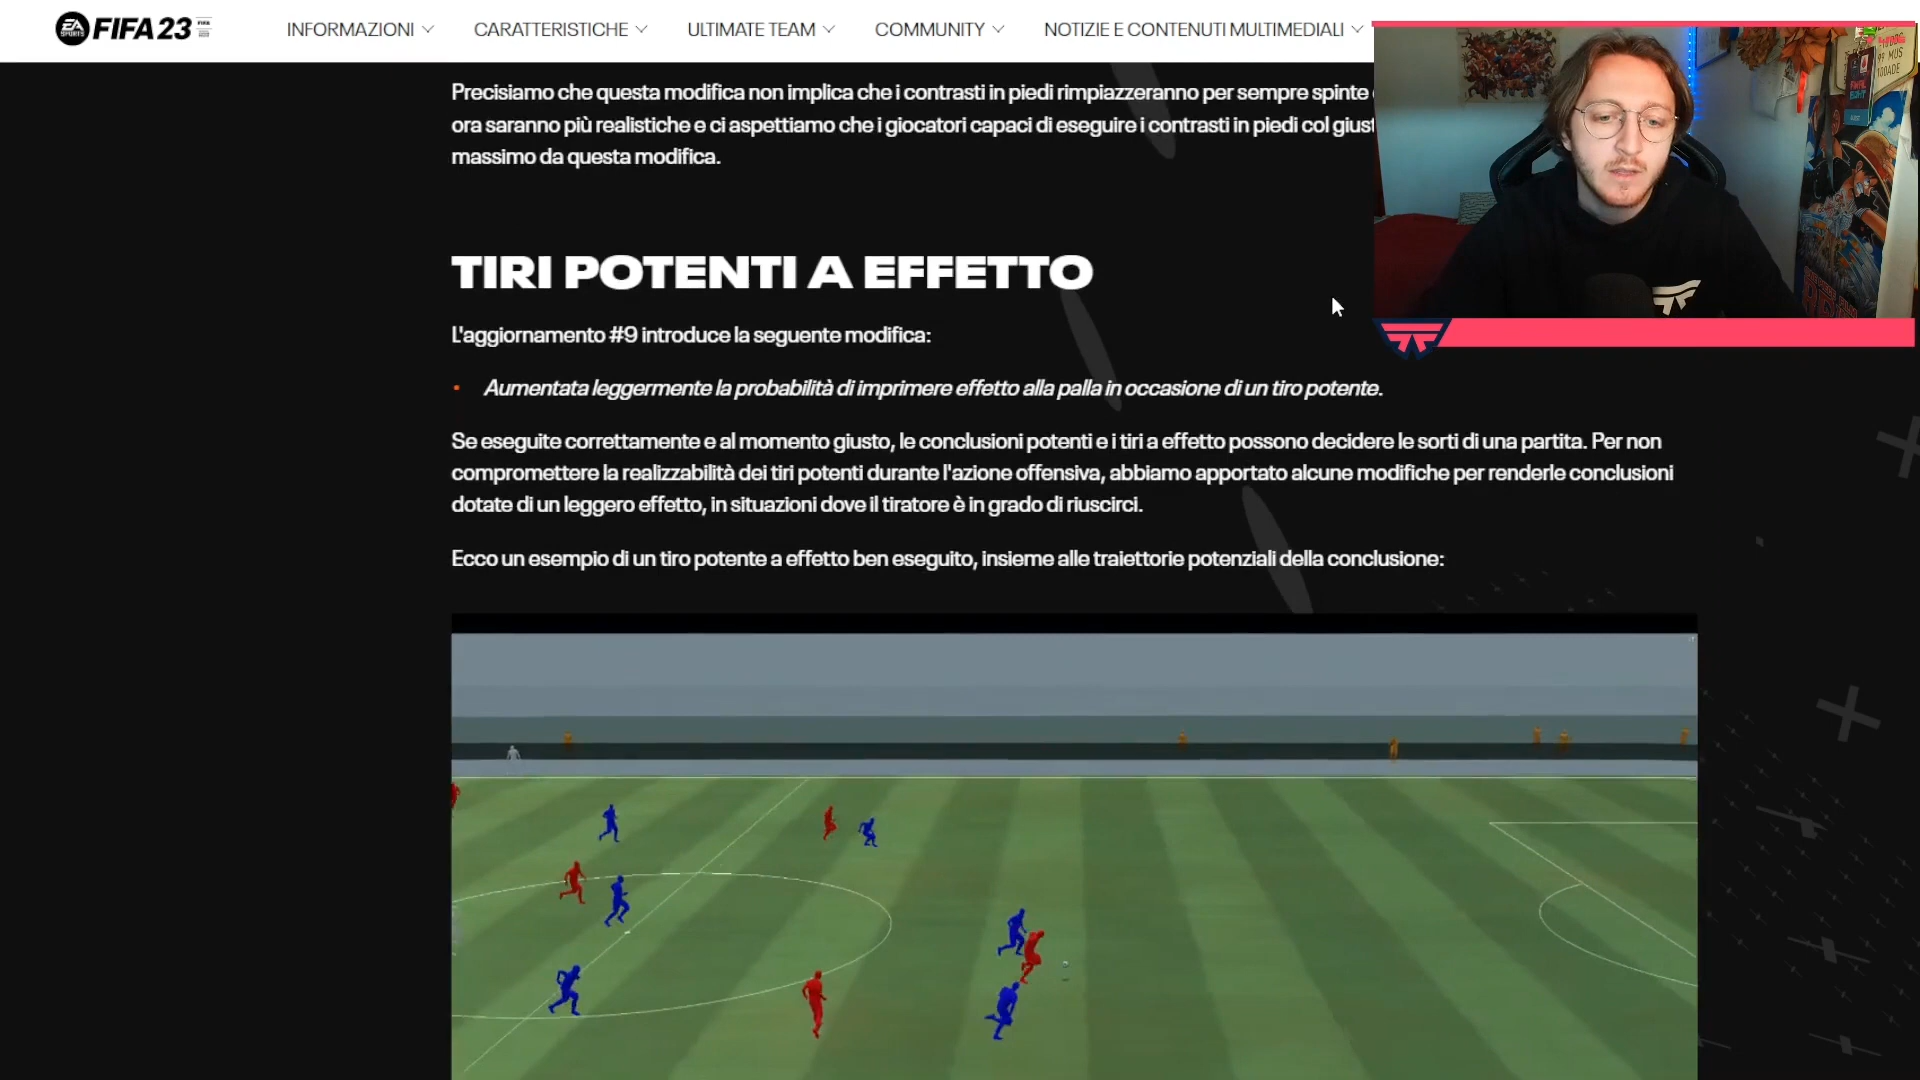 EA SPORTS FIFA 23
INFORMAZIONI
CARATTERISTICHE
ULTIMATE TEAM
COMMUNITY
NOTIZIE E CONTENUTI MULTIMEDIALI
Precisiamo che questa modifica non implica che i contrasti in piedi rimpiazzeranno per sempre spinte
ora saranno più realistiche e ci aspettiamo che i giocatori capaci di eseguire i contrasti in piedi col
massimo da questa modifica.
TIRI POTENTI A EFFETTO
L'aggiornamento #9 introduce la seguente modifica:
• Aumentata leggermente la probabilità di imprimere effetto alla palla in occasione di un tiro potente.
Se eseguite correttamente e al momento giusto, le conclusioni potenti e i tiri a effetto possono decidere le sorti di una partita. Per non
compromettere la realizzabilità dei tiri potenti durante l'azione offensiva, abbiamo apportato alcune modifiche per renderle conclusioni
dotate di un leggero effetto, in situazioni dove il tiratore è in grado di riuscirci.
Ecco un esempio di un tiro potente a effetto ben eseguito, insieme alle traiettorie potenziali della conclusione: